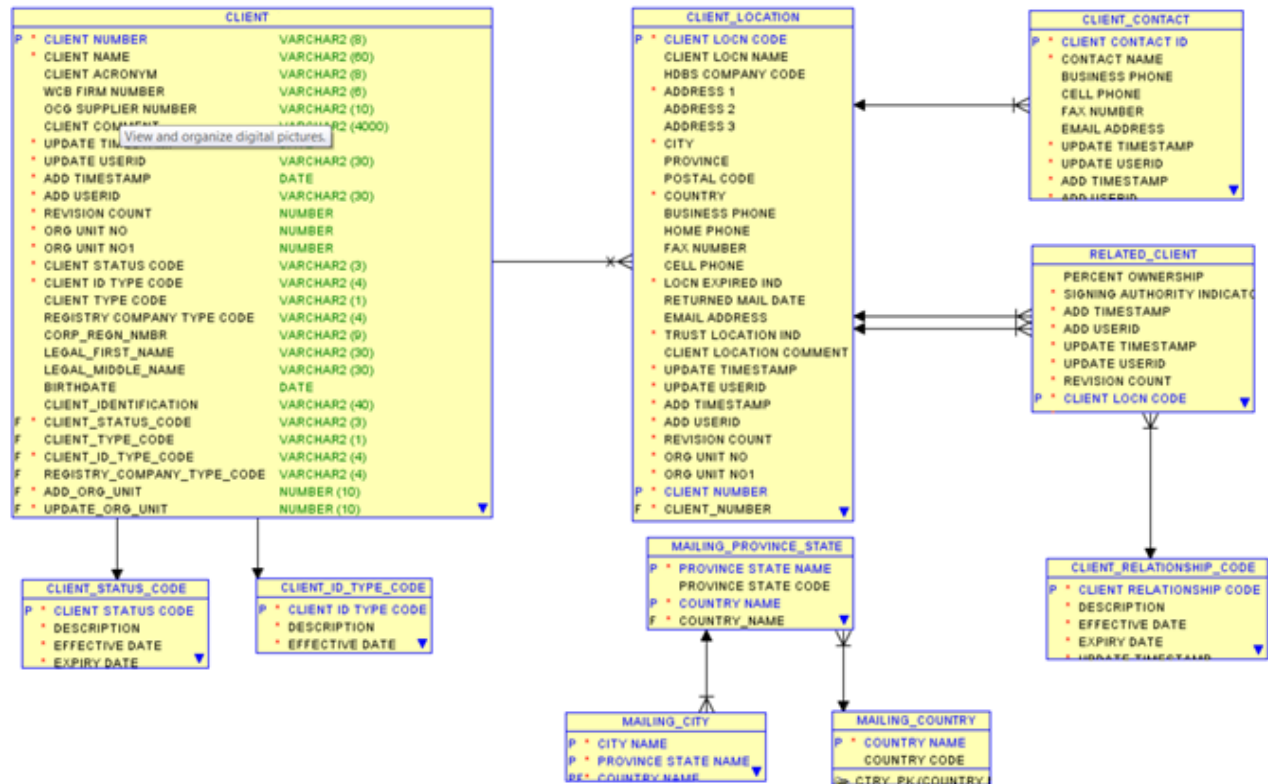 CLIENT
P * CLIENT NUMBER VARCHAR2 (8)
* CLIENT NAME VARCHAR2 (60)
CLIENT ACRONYM VARCHAR2 (8)
WCB FIRM NUMBER VARCHAR2 (6)
OCG SUPPLIER NUMBER VARCHAR2 (10)
CLIENT COMMENT VARCHAR2 (4000)
View and organize digital pictures.
* UPDATE
* UPDATE USERID VARCHAR2 (30)
* ADD TIMESTAMP DATE
* ADD USERID VARCHAR2 (30)
* REVISION COUNT NUMBER
* ORG UNIT NO NUMBER
* ORG UNIT NO1 NUMBER
* CLIENT STATUS CODE VARCHAR2 (3)
* CLIENT ID TYPE CODE VARCHAR2 (4)
CLIENT TYPE CODE VARCHAR2 (1)
REGISTRY COMPANY TYPE CODE VARCHAR2 (4)
CORP_REGN_NMBR VARCHAR2 (9)
LEGAL_FIRST_NAME VARCHAR2 (30)
LEGAL_MIDDLE_NAME VARCHAR2 (30)
BIRTHDATE DATE
CLIENT_IDENTIFICATION VARCHAR2 (40)
F * CLIENT_STATUS_CODE VARCHAR2 (3)
F CLIENT_TYPE_CODE VARCHAR2 (1)
F * CLIENT_ID_TYPE_CODE VARCHAR2 (4)
F REGISTRY_COMPANY_TYPE_CODE VARCHAR2 (4)
F * ADD_ORG_UNIT NUMBER (10)
F * UPDATE_ORG_UNIT NUMBER (10)
CLIENT_LOCATION
P * CLIENT LOCN CODE
CLIENT LOCN NAME
HDBS COMPANY CODE
* ADDRESS 1
ADDRESS 2
ADDRESS 3
* CITY
PROVINCE
POSTAL CODE
* COUNTRY
BUSINESS PHONE
HOME PHONE
FAX NUMBER
CELL PHONE
* LOCN EXPIRED IND
RETURNED MAIL DATE
EMAIL ADDRESS
* TRUST LOCATION IND
CLIENT LOCATION COMMENT
* UPDATE TIMESTAMP
* UPDATE USERID
* ADD TIMESTAMP
* ADD USERID
* REVISION COUNT
* ORG UNIT NO
* ORG UNIT NO1
P * CLIENT NUMBER
F * CLIENT_NUMBER
CLIENT_CONTACT
P * CLIENT CONTACT ID
* CONTACT NAME
BUSINESS PHONE
CELL PHONE
FAX NUMBER
EMAIL ADDRESS
* UPDATE TIMESTAMP
* UPDATE USERID
* ADD TIMESTAMP
* ADD USERID
RELATED_CLIENT
PERCENT OWNERSHIP
* SIGNING AUTHORITY INDICATO
* ADD TIMESTAMP
* ADD USERID
* UPDATE TIMESTAMP
* UPDATE USERID
* REVISION COUNT
P * CLIENT LOCN CODE
CLIENT_STATUS_CODE
P * CLIENT STATUS CODE
* DESCRIPTION
* EFFECTIVE DATE
* EXPIRY DATE
CLIENT_ID_TYPE_CODE
P * CLIENT ID TYPE CODE
* DESCRIPTION
* EFFECTIVE DATE
MAILING_PROVINCE_STATE
P * PROVINCE STATE NAME
PROVINCE STATE CODE
P * COUNTRY NAME
F * COUNTRY_NAME
CLIENT_RELATIONSHIP_CODE
P * CLIENT RELATIONSHIP CODE
* DESCRIPTION
* EFFECTIVE DATE
* EXPIRY DATE
* UPDATE TIMESTAMP
MAILING_CITY
P * CITY NAME
P * PROVINCE STATE NAME
PF* COUNTRY NAME
MAILING_COUNTRY
P * COUNTRY NAME
COUNTRY CODE
CTRY_PK (COUNTRY